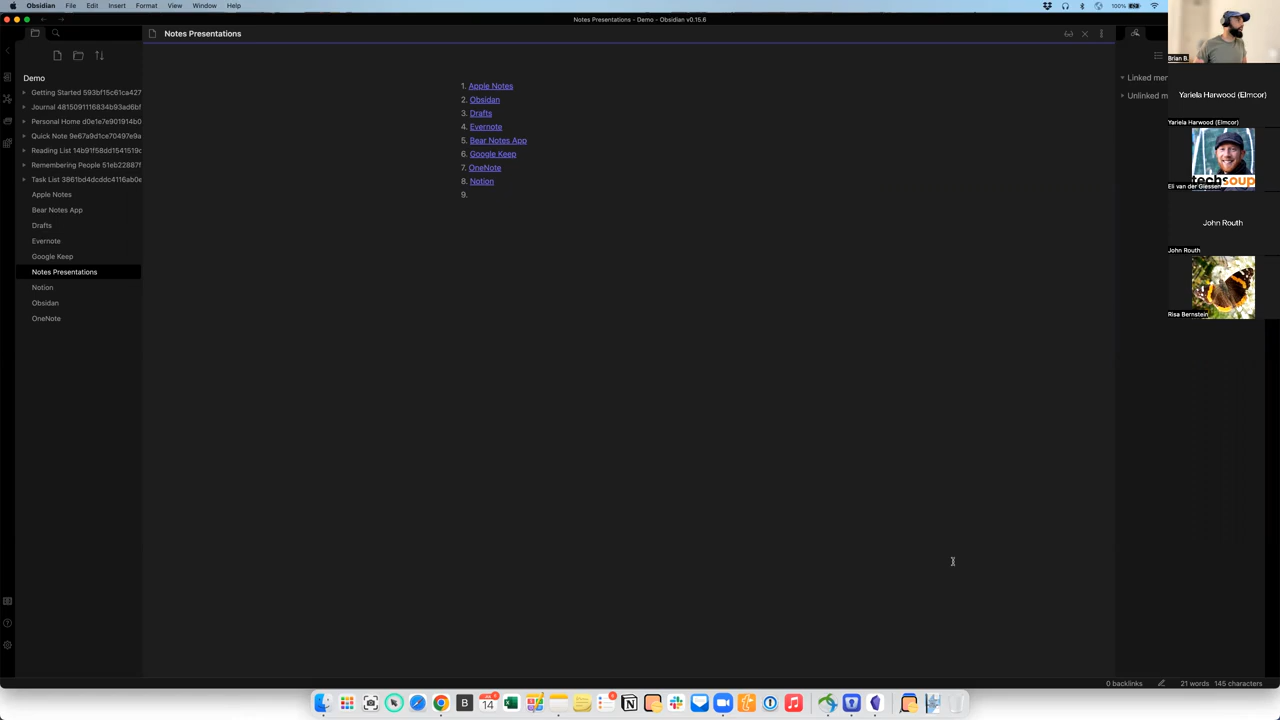 Obsidian File Edit Insert Format View Window Help
100%
Notes Presentations - Demo - Obsidian v0.15.6
Notes Presentations
Demo
Getting Started 593bf15c61ca427
Journal 4815091116834b93ad6bf
Personal Home d0e1e7e901914b0
Quick Note 9e67a9d1ce70497e9a
Reading List 14b91f58dd1541519c
Remembering People 51eb22887f
Task List 3861bd4dcddc4116ab0e
Apple Notes
Bear Notes App
Drafts
Evernote
Google Keep
Notes Presentations
Notion
Obsidan
OneNote
1. Apple Notes
2. Obsidan
3. Drafts
4. Evernote
5. Bear Notes App
6. Google Keep
7. OneNote
8. Notion
9.
Linked men
Unlinked m
Brian B.
Yariela Harwood (Elmcor)
Yariela Harwood (Elmcor)
techsoup
Eli van der Giessen
John Routh
John Routh
Risa Bernstein
0 backlinks
21 words 145 characters
14